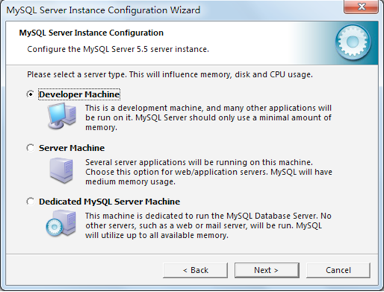 MySQL Server Instance Configuration Wizard
MySQL Server Instance Configuration
Configure the MySQL Server 5.5 server instance.
Please select a server type. This will influence memory, disk and CPU usage.
Developer Machine
This is a development machine, and many other applications will
be run on it. MySQL Server should only use a minimal amount of
memory.
Server Machine
Several server applications will be running on this machine.
Choose this option for web/application servers. MySQL will have
medium memory usage.
Dedicated MySQL Server Machine
This machine is dedicated to run the MySQL Database Server. No
other servers, such as a web or mail server, will be run. MySQL
will utilize up to all available memory.
< Back
Next >
Cancel